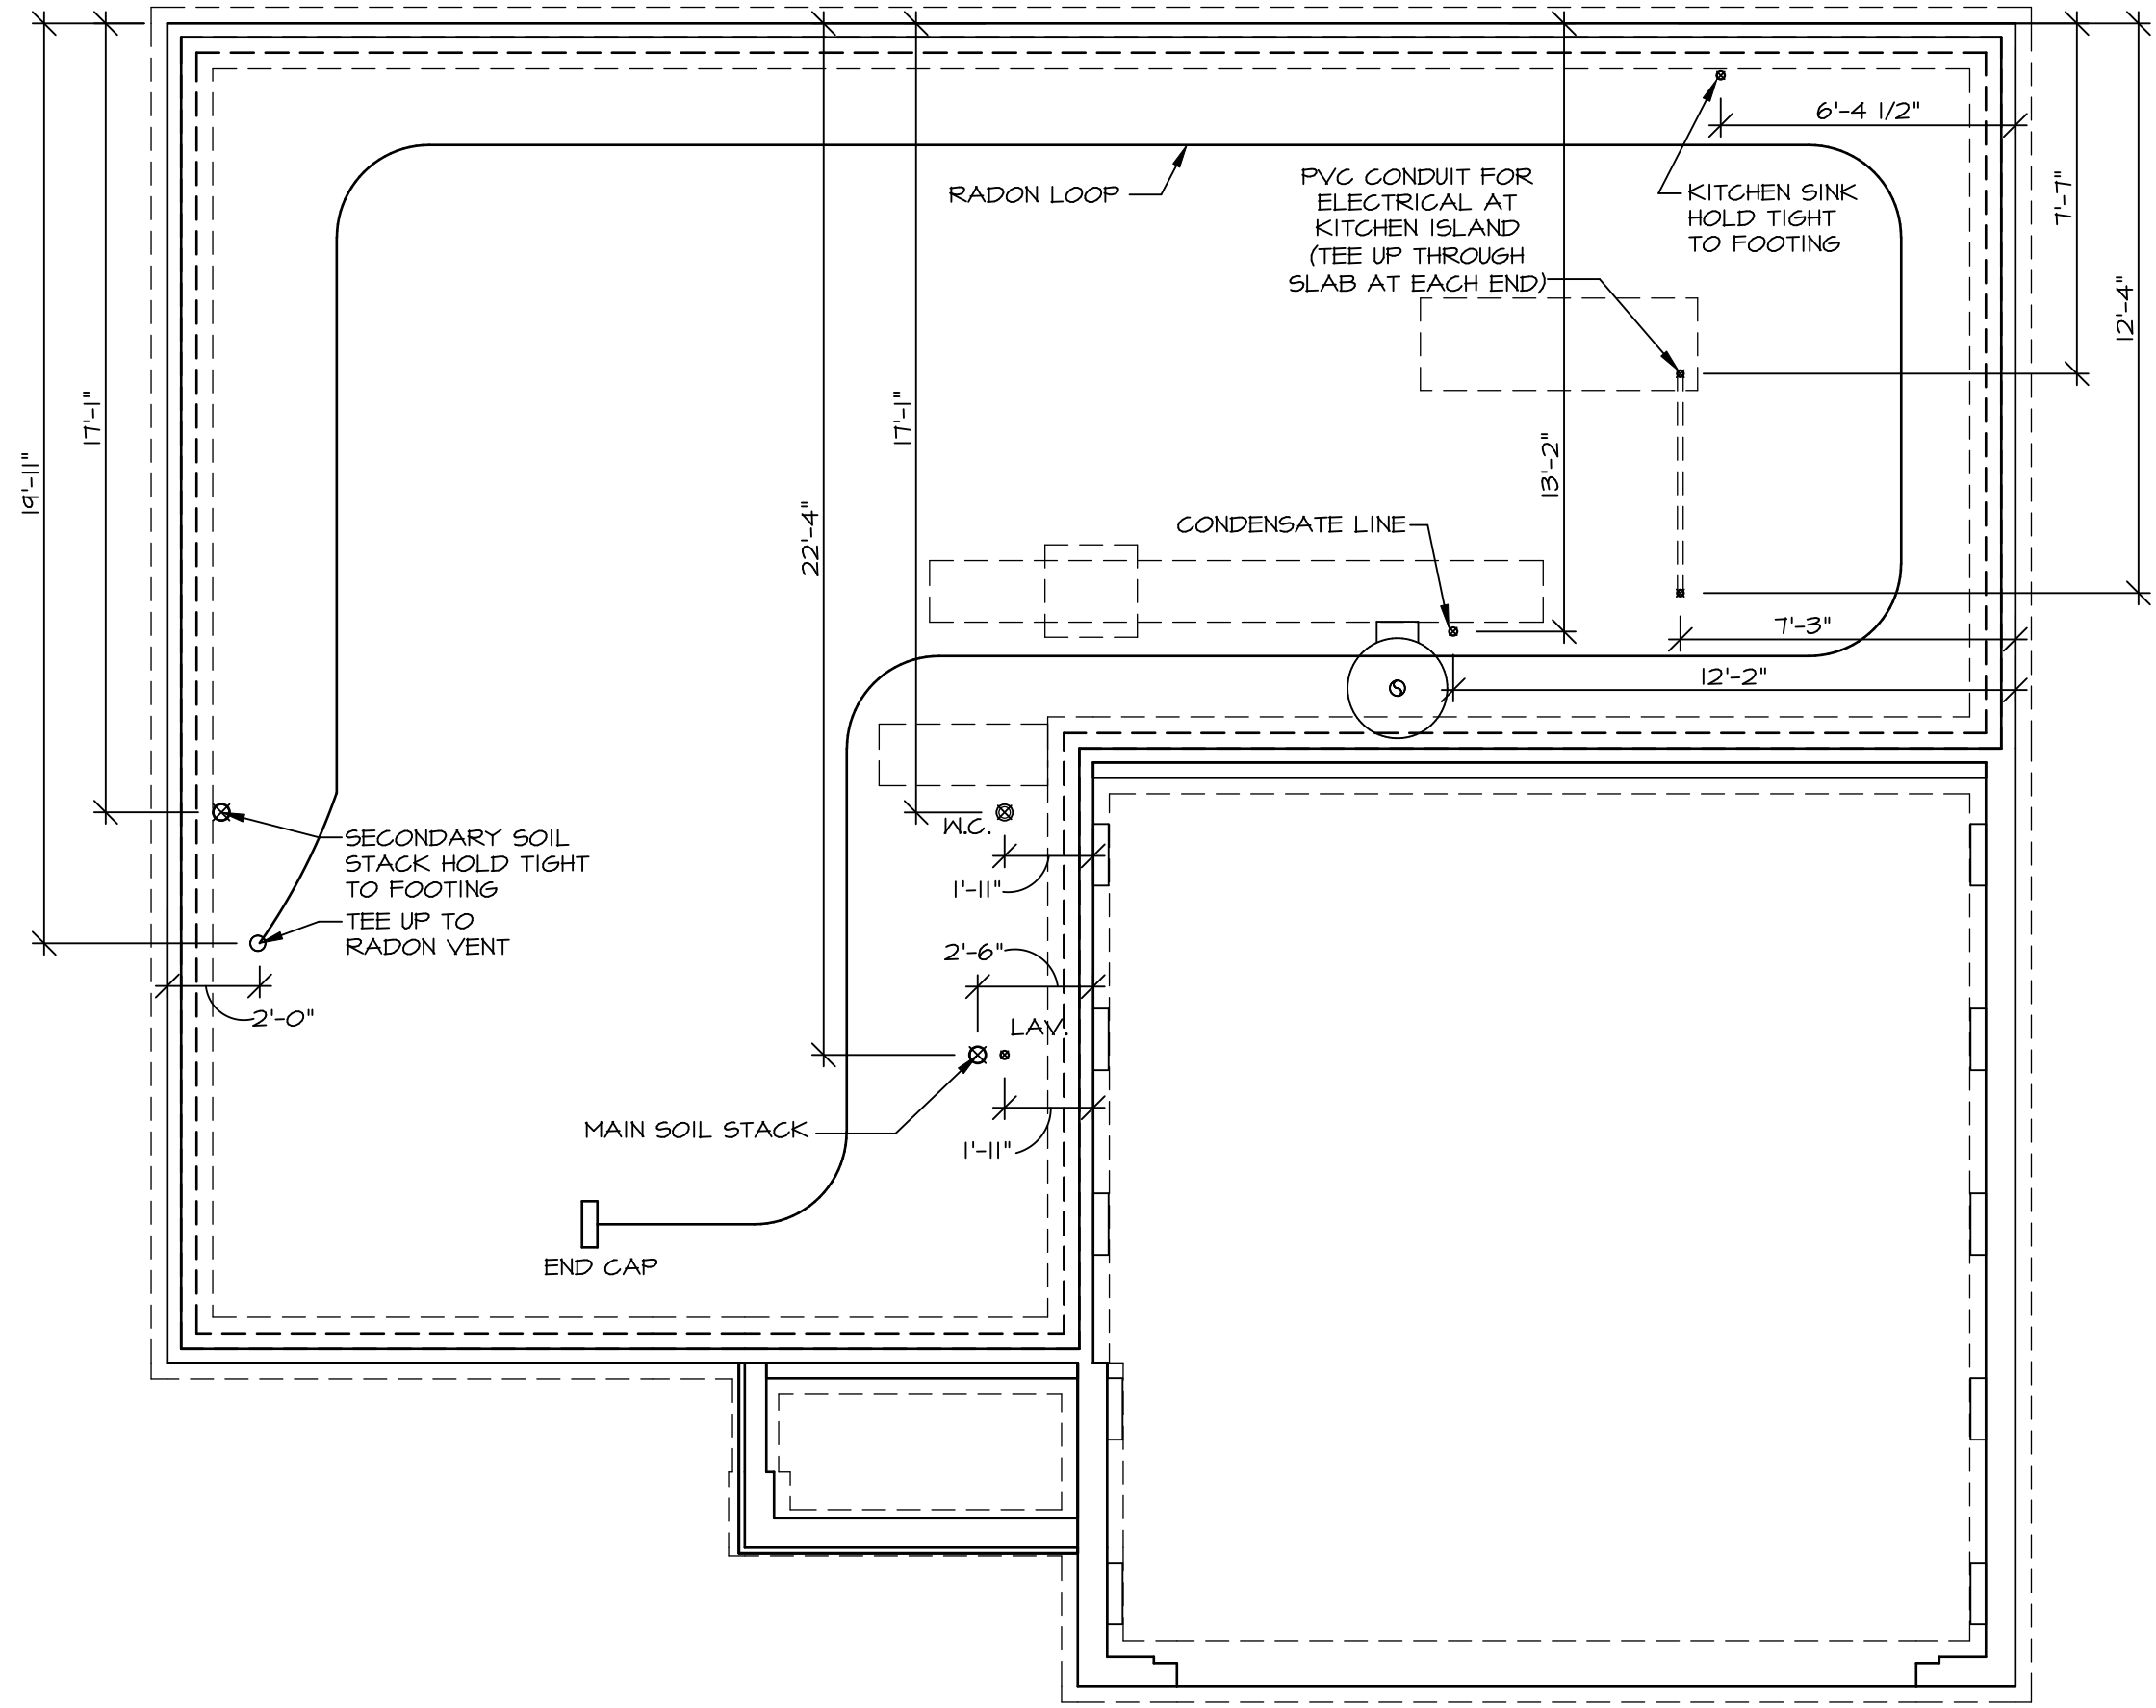 6'-4 1/2"
RADON LOOP
PVC CONDUIT FOR
ELECTRICAL AT
KITCHEN ISLAND
(TEE UP THROUGH
SLAB AT EACH END)
KITCHEN SINK
HOLD TIGHT
TO FOOTING
7'-7"
12'-4"
17'-1"
17'-1"
19'-11"
13'-2"
22'-4"
CONDENSATE LINE
7'-3"
12'-2"
W.C.
SECONDARY SOIL
STACK HOLD TIGHT
TO FOOTING
1'-11"
TEE UP TO
RADON VENT
2'-6"
2'-0"
LAV.
MAIN SOIL STACK
1'-11"
END CAP